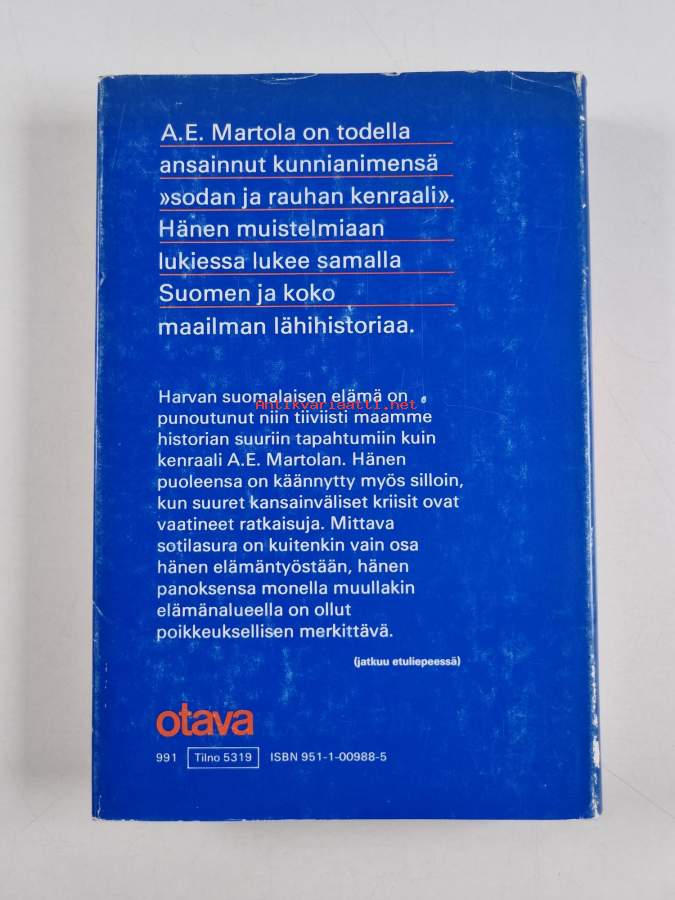 A.E. Martola on todella
ansainnut kunnianimensä
»sodan ja rauhan kenraali».
Hänen muistelmiaan
lukiessa lukee samalla
Suomen ja koko
maailman lähihistoriaa.
Harvan suomalaisen elämä on
Antikvariaatti.net
punoutunut niin tiiviisti maamme
historian suuriin tapahtumiin kuin
kenraali A.E. Martolan. Hänen
puoleensa on käännytty myös silloin,
kun suuret kansainväliset kriisit ovat
vaatineet ratkaisuja. Mittava
sotilasura on kuitenkin vain osa
hänen elämäntyöstään, hänen
panoksensa monella muullakin
elämänalueella on ollut
poikkeuksellisen merkittävä.
(jatkuu etuliepeessä)
otava
991 Tilno 5319 ISBN 951-1-00988-5